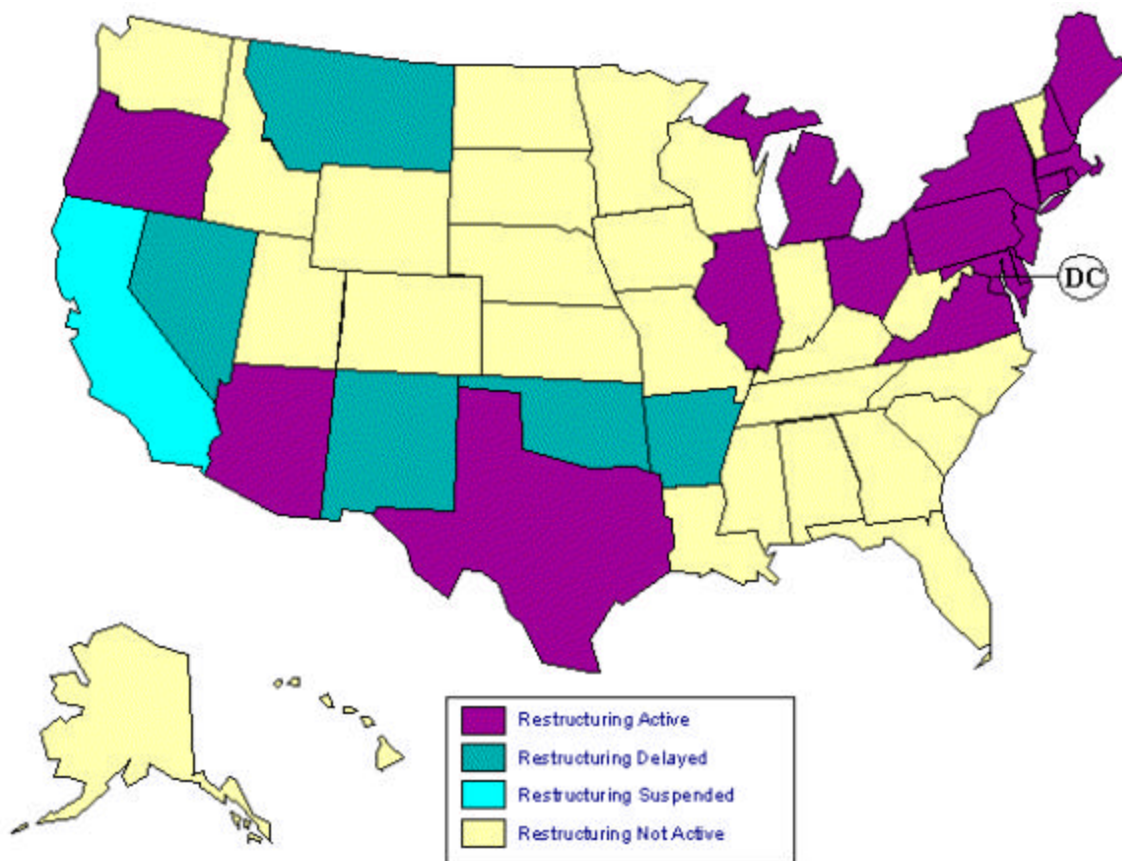 DC
Restructuring Active
Restructuring Delayed
Restructuring Suspended
Restructuring Not Active